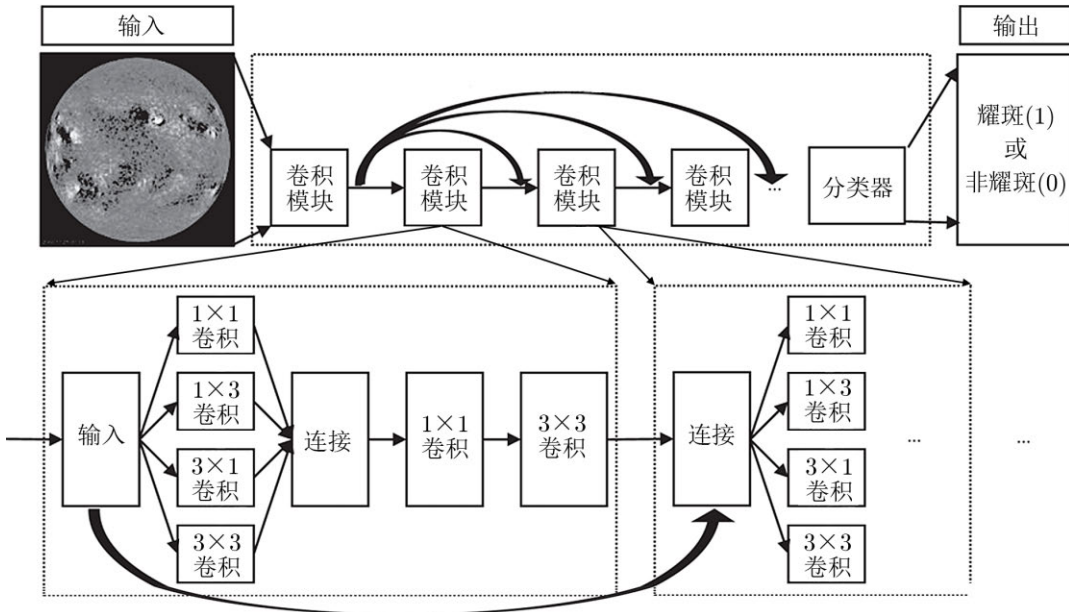 输入
输出
卷积
模块
卷积
模块
卷积
模块
卷积
模块
...
分类器
耀斑(1)
或
非耀斑(0)
输入
1×1
卷积
1×3
卷积
3×1
卷积
3×3
卷积
连接
1×1
卷积
3×3
卷积
连接
1×1
卷积
1×3
卷积
3×1
卷积
3×3
卷积
...
...